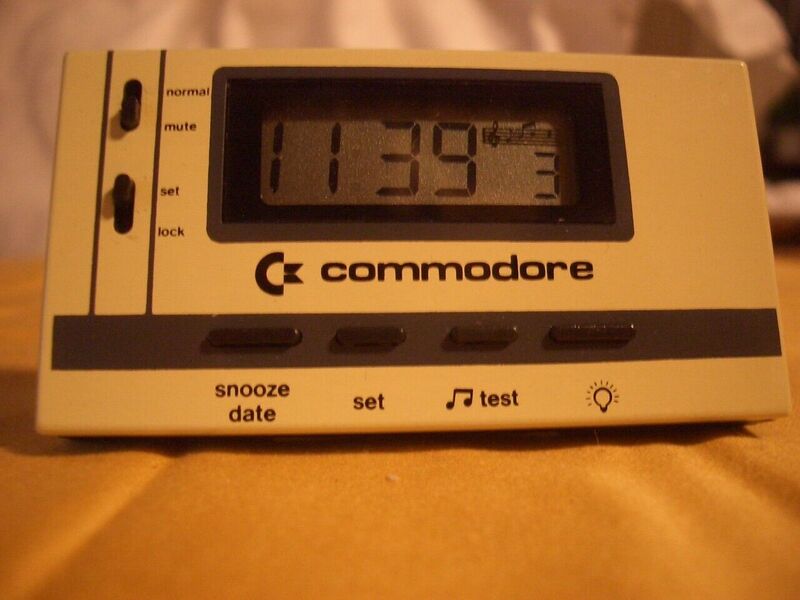 normal
mute
set
lock
11 39 3
commodore
snooze
date
set
test